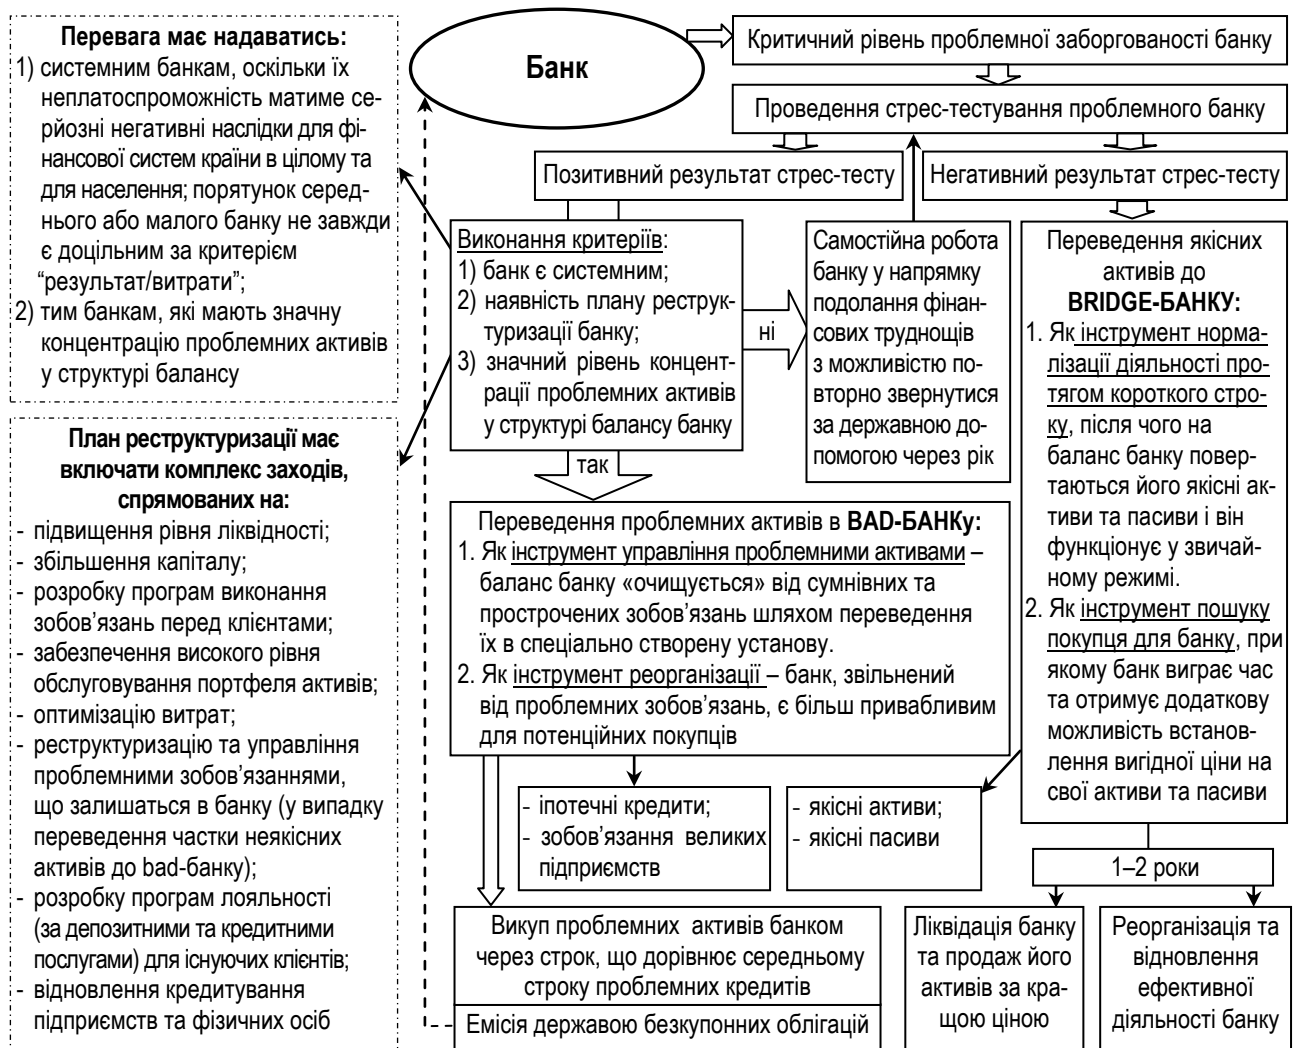 Перевага має надаватись:
1) системним банкам, оскільки їх
неплатоспроможність матиме се-
рйозні негативні наслідки для фі-
нансової систем країни в цілому та
для населення; порятунок серед-
нього або малого банку не завжди
є доцільним за критерієм
“результат/витрати”;
2) тим банкам, які мають значну
концентрацію проблемних активів
у структурі балансу
План реструктуризації має
включати комплекс заходів,
спрямованих на:
- підвищення рівня ліквідності;
- збільшення капіталу;
- розробку програм виконання
зобов’язань перед клієнтами;
- забезпечення високого рівня
обслуговування портфеля активів;
- оптимізацію витрат;
- реструктуризацію та управління
проблемними зобов’язаннями,
що залишаться в банку (у випадку
переведення частки неякісних
активів до bad-банку);
- розробку програм лояльності
(за депозитними та кредитними
послугами) для існуючих клієнтів;
- відновлення кредитування
підприємств та фізичних осіб
Банк
Критичний рівень проблемної заборгованості банку
Проведення стрес-тестування проблемного банку
Позитивний результат стрес-тесту
Негативний результат стрес-тесту
Виконання критеріїв:
1) банк є системним;
2) наявність плану реструк-
туризації банку;
3) значний рівень концент-
рації проблемних активів
у структурі балансу банку
ні
так
Самостійна робота
банку у напрямку
подолання фінан-
сових труднощів
з можливістю по-
вторно звернутися
за державною до-
помогою через рік
Переведення якісних
активів до
BRIDGE-БАНКУ:
1. Як інструмент норма-
лізації діяльності про-
тягом короткого стро-
ку, після чого на
баланс банку повер-
таються його якісні ак-
тиви та пасиви і він
функціонує у звичай-
ному режимі.
2. Як інструмент пошуку
покупця для банку, при
якому банк виграє час
та отримує додаткову
можливість встанов-
лення вигідної ціни на
свої активи та пасиви
Переведення проблемних активів в BAD-БАНКу:
1. Як інструмент управління проблемними активами –
баланс банку «очищується» від сумнівних та
прострочених зобов’язань шляхом переведення
їх в спеціально створену установу.
2. Як інструмент реорганізації – банк, звільнений
від проблемних зобов’язань, є більш привабливим
для потенційних покупців
- іпотечні кредити;
- зобов’язання великих
підприємств
- якісні активи;
- якісні пасиви
1–2 роки
Викуп проблемних активів банком
через строк, що дорівнює середньому
строку проблемних кредитів
Емісія державою безкупонних облігацій
Ліквідація банку
та продаж його
активів за кра-
щою ціною
Реорганізація та
відновлення
ефективної
діяльності банку